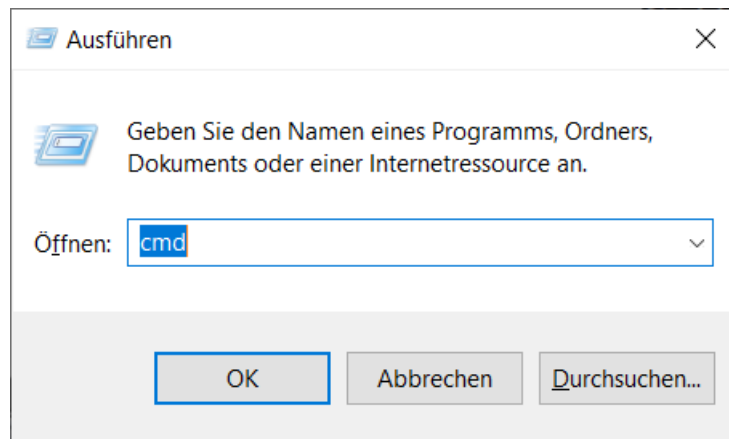 Ausführen
Geben Sie den Namen eines Programms, Ordners,
Dokuments oder einer Internetressource an.
Öffnen: cmd
OK Abbrechen Durchsuchen...